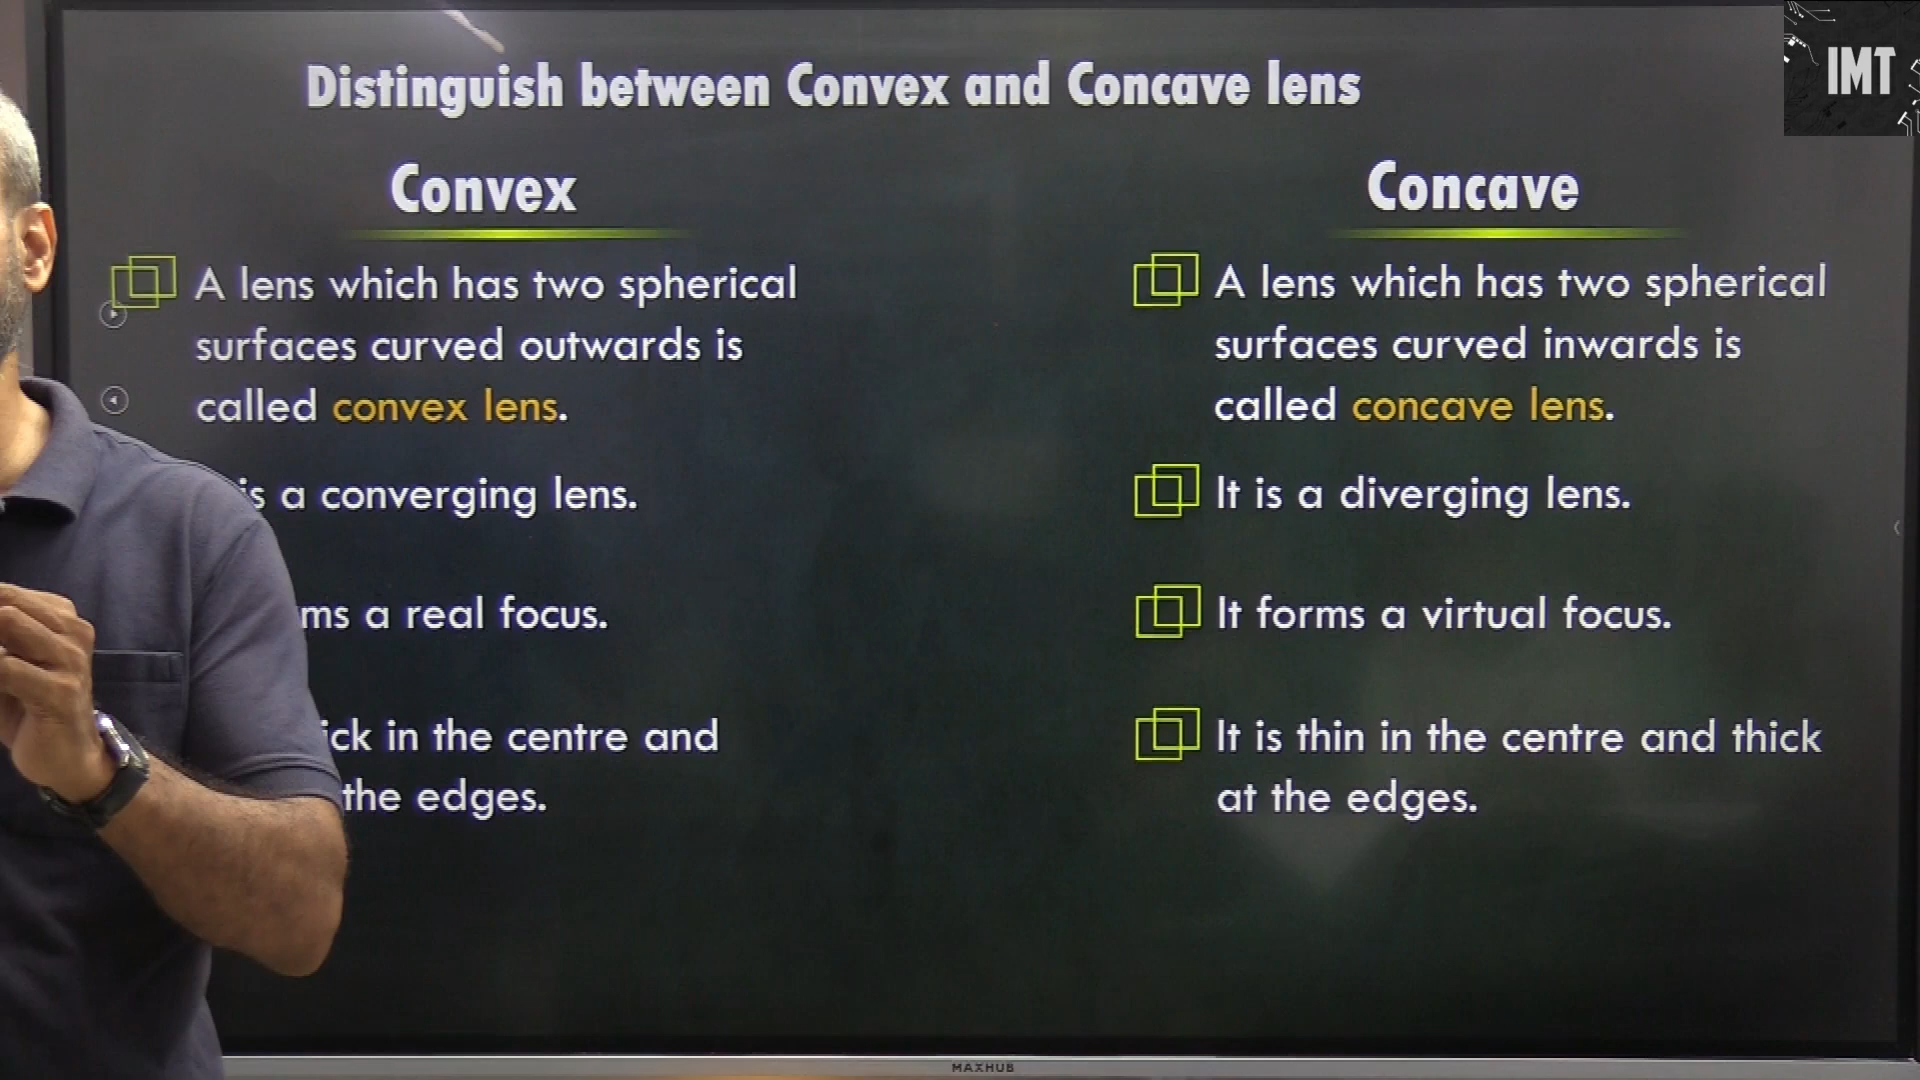 Distinguish between Convex and Concave lens
IMT
Convex
A lens which has two spherical
surfaces curved outwards is
called convex lens.
is a converging lens.
ms a real focus.
ick in the centre and
the edges.
Concave
A lens which has two spherical
surfaces curved inwards is
called concave lens.
It is a diverging lens.
It forms a virtual focus.
It is thin in the centre and thick
at the edges.
MAXHUB